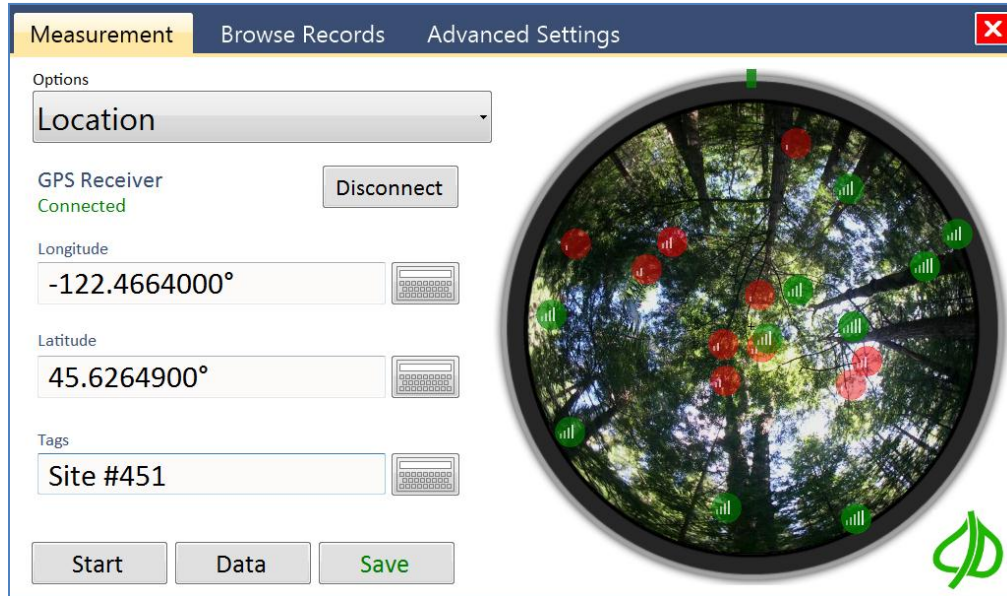 Measurement Browse Records Advanced Settings X
Options
Location
GPS Receiver
Connected
Disconnect
Longitude
-122.4664000°
Latitude
45.6264900°
Tags
Site #451
Start Data Save